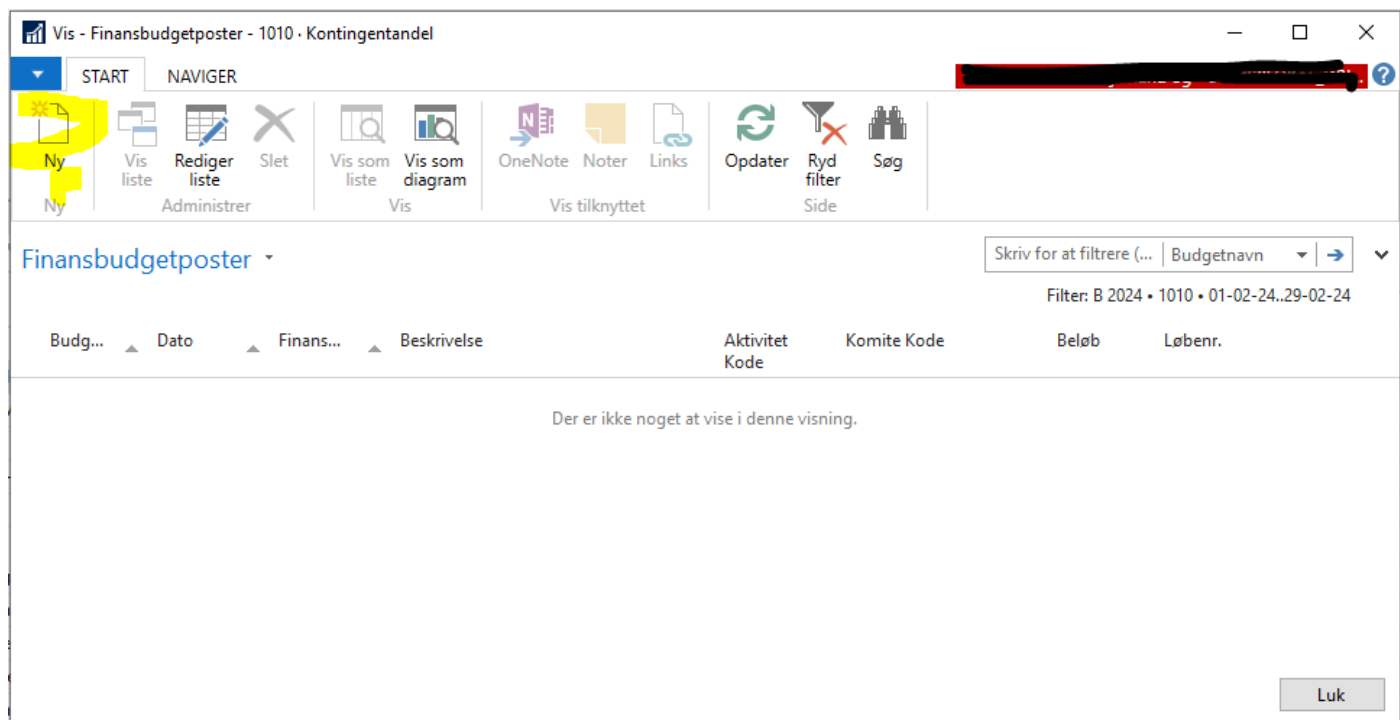 Vis - Finansbudgetposter - 1010 · Kontingentandel
START NAVIGER
Ny
Vis liste
Rediger liste
Slet
Vis som liste
Vis som diagram
OneNote
Noter
Links
Opdater
Ryd filter
Søg
Ny
Administrer
Vis
Vis tilknyttet
Side
Finansbudgetposter
Skriv for at filtrere (... Budgetnavn
Filter: B 2024 • 1010 • 01-02-24..29-02-24
Budg... Dato Finans... Beskrivelse Aktivitet Kode Komite Kode Beløb Løbenr.
Der er ikke noget at vise i denne visning.
Luk